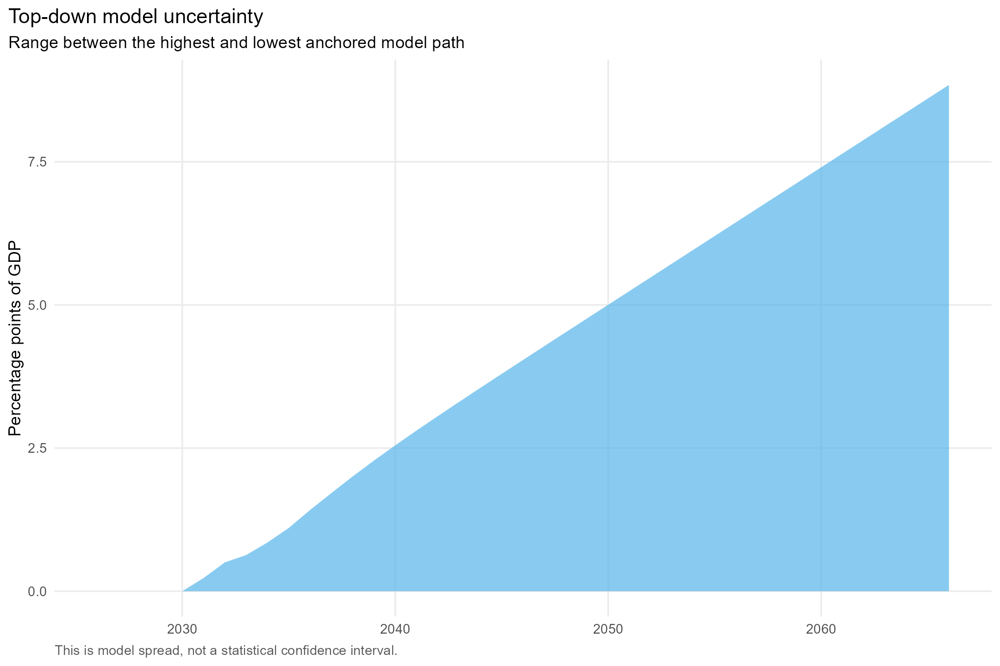 Top-down model uncertainty
Range between the highest and lowest anchored model path
Percentage points of GDP
7.5
5.0
2.5
0.0
2030
2040
2050
2060
This is model spread, not a statistical confidence interval.